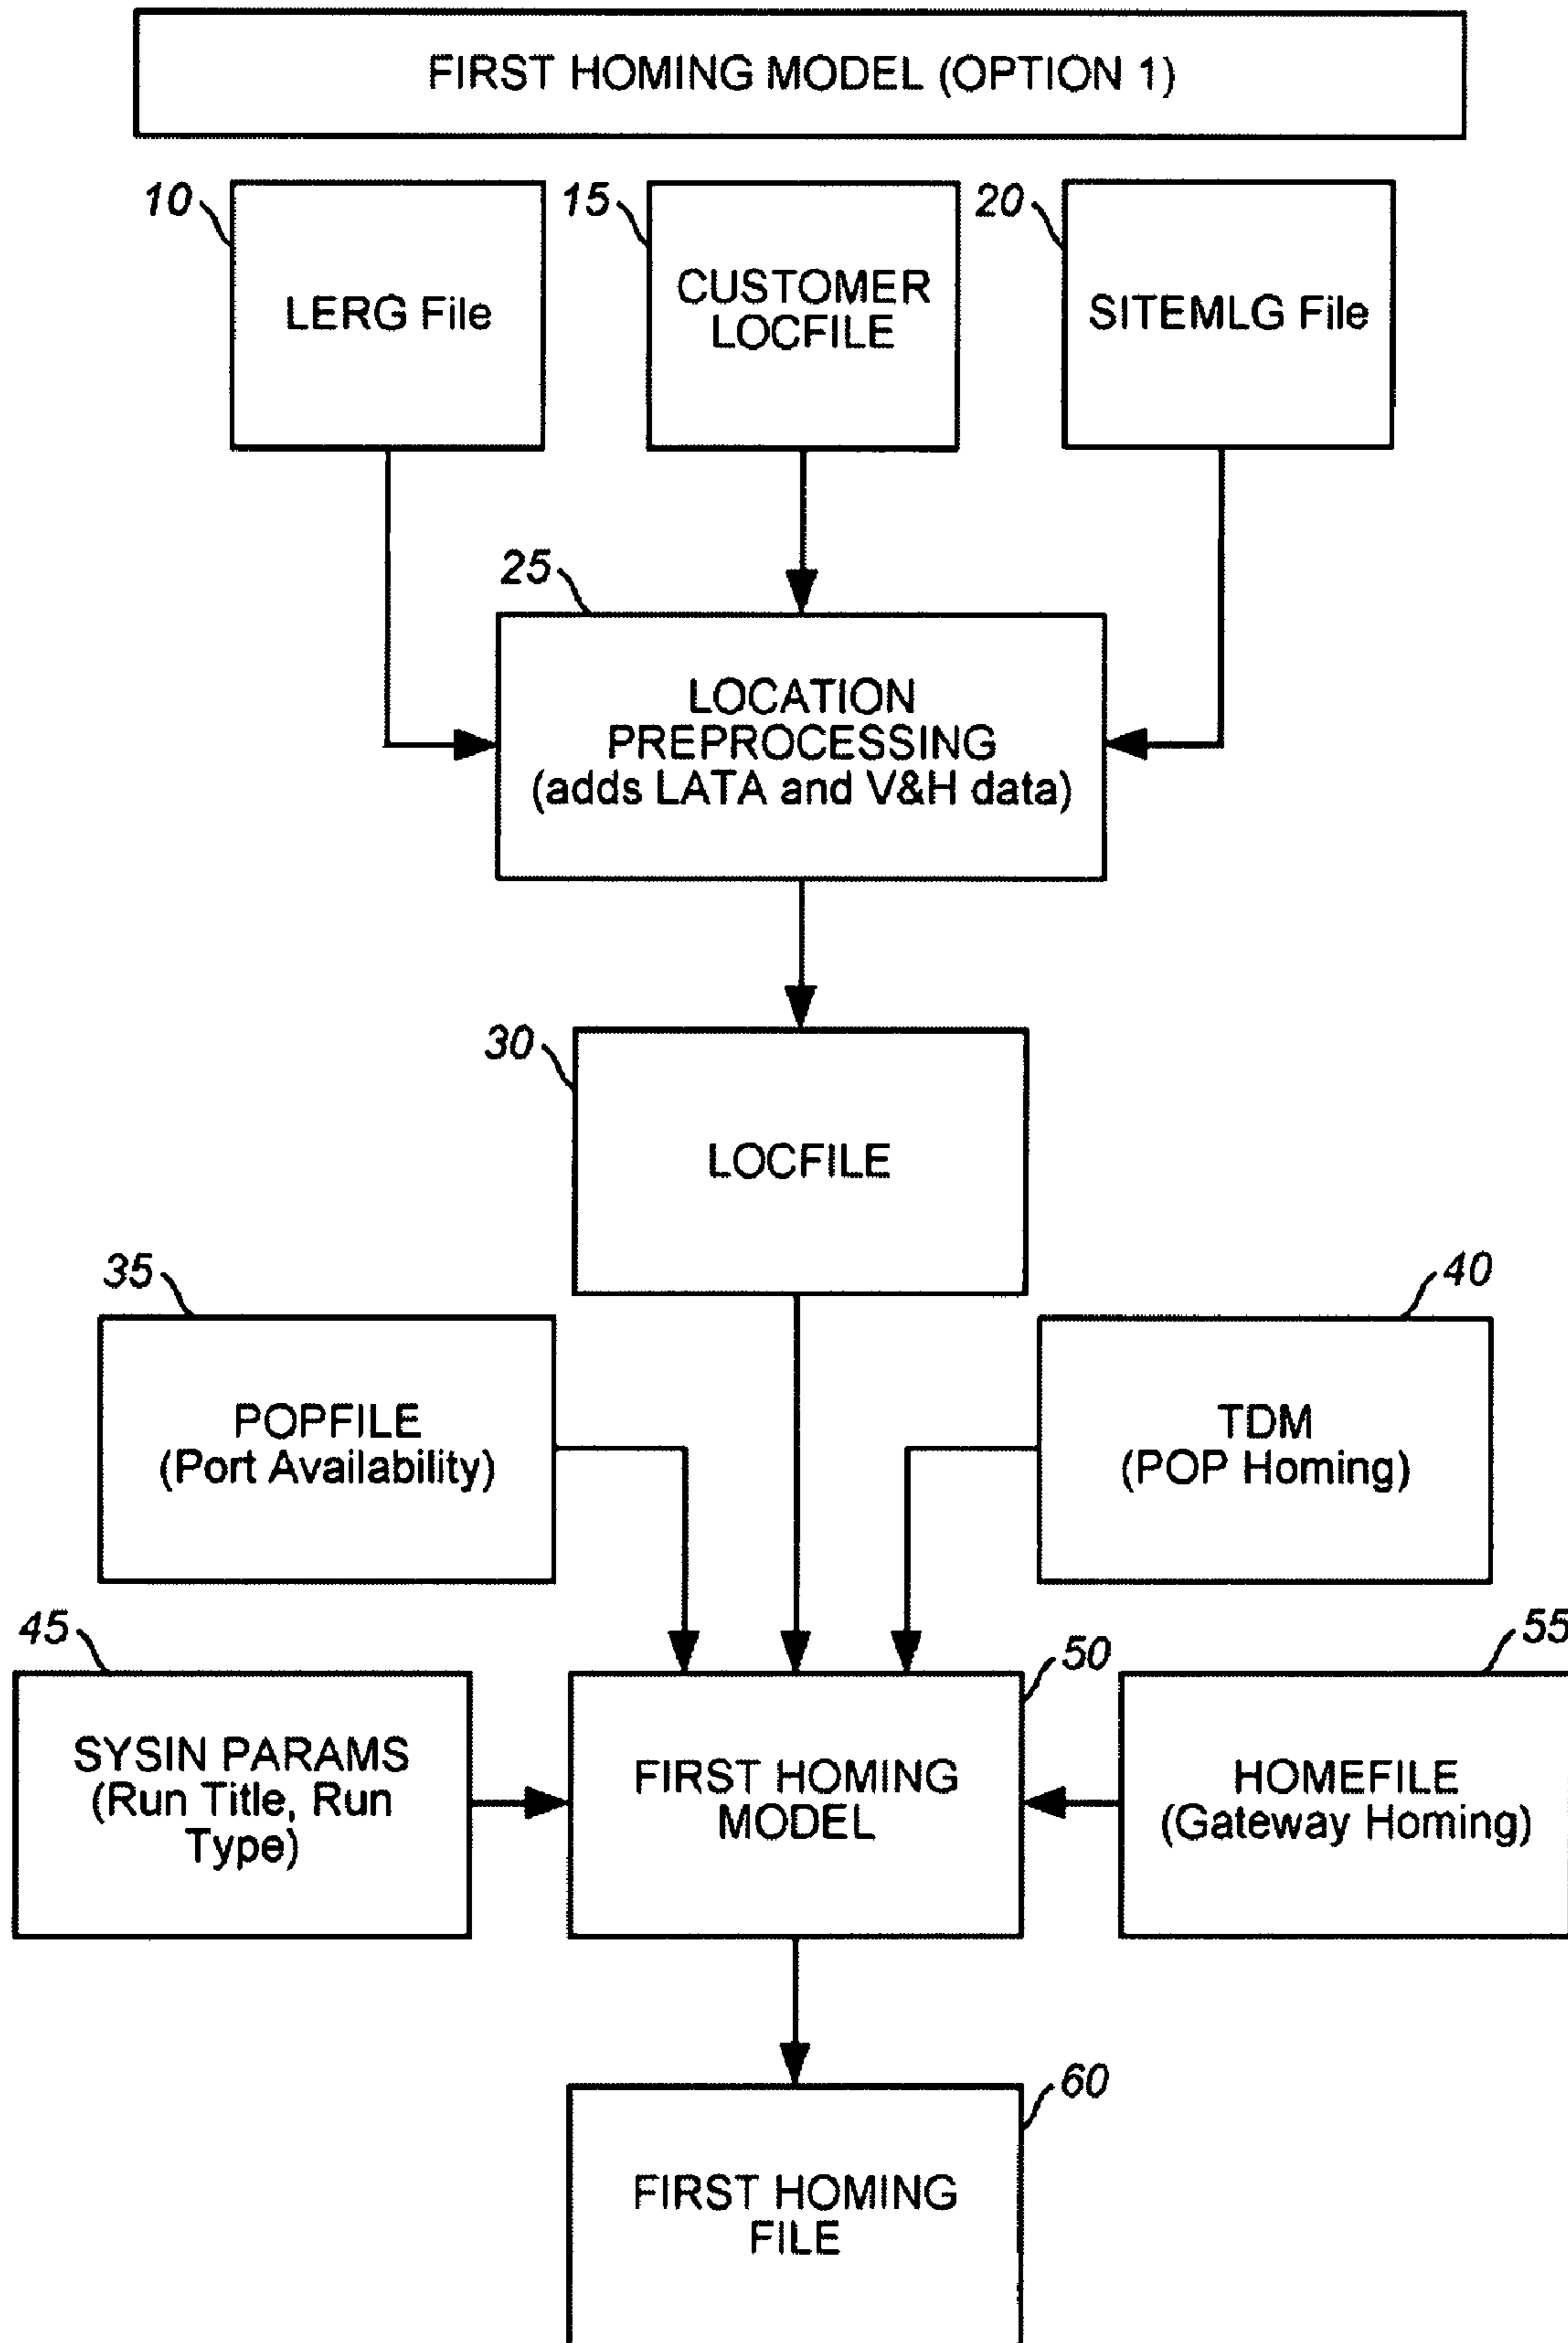 FIRST HOMING MODEL (OPTION 1)
10
LERG File
15
CUSTOMER
LOCFILE
20
SITEMLG File
25
LOCATION
PREPROCESSING
(adds LATA and V&H data)
30
LOCFILE
35
POPFILE
(Port Availability)
40
TDM
(POP Homing)
45
SYSIN PARAMS
(Run Title, Run
Type)
50
FIRST HOMING
MODEL
55
HOMEFILE
(Gateway Homing)
60
FIRST HOMING
FILE